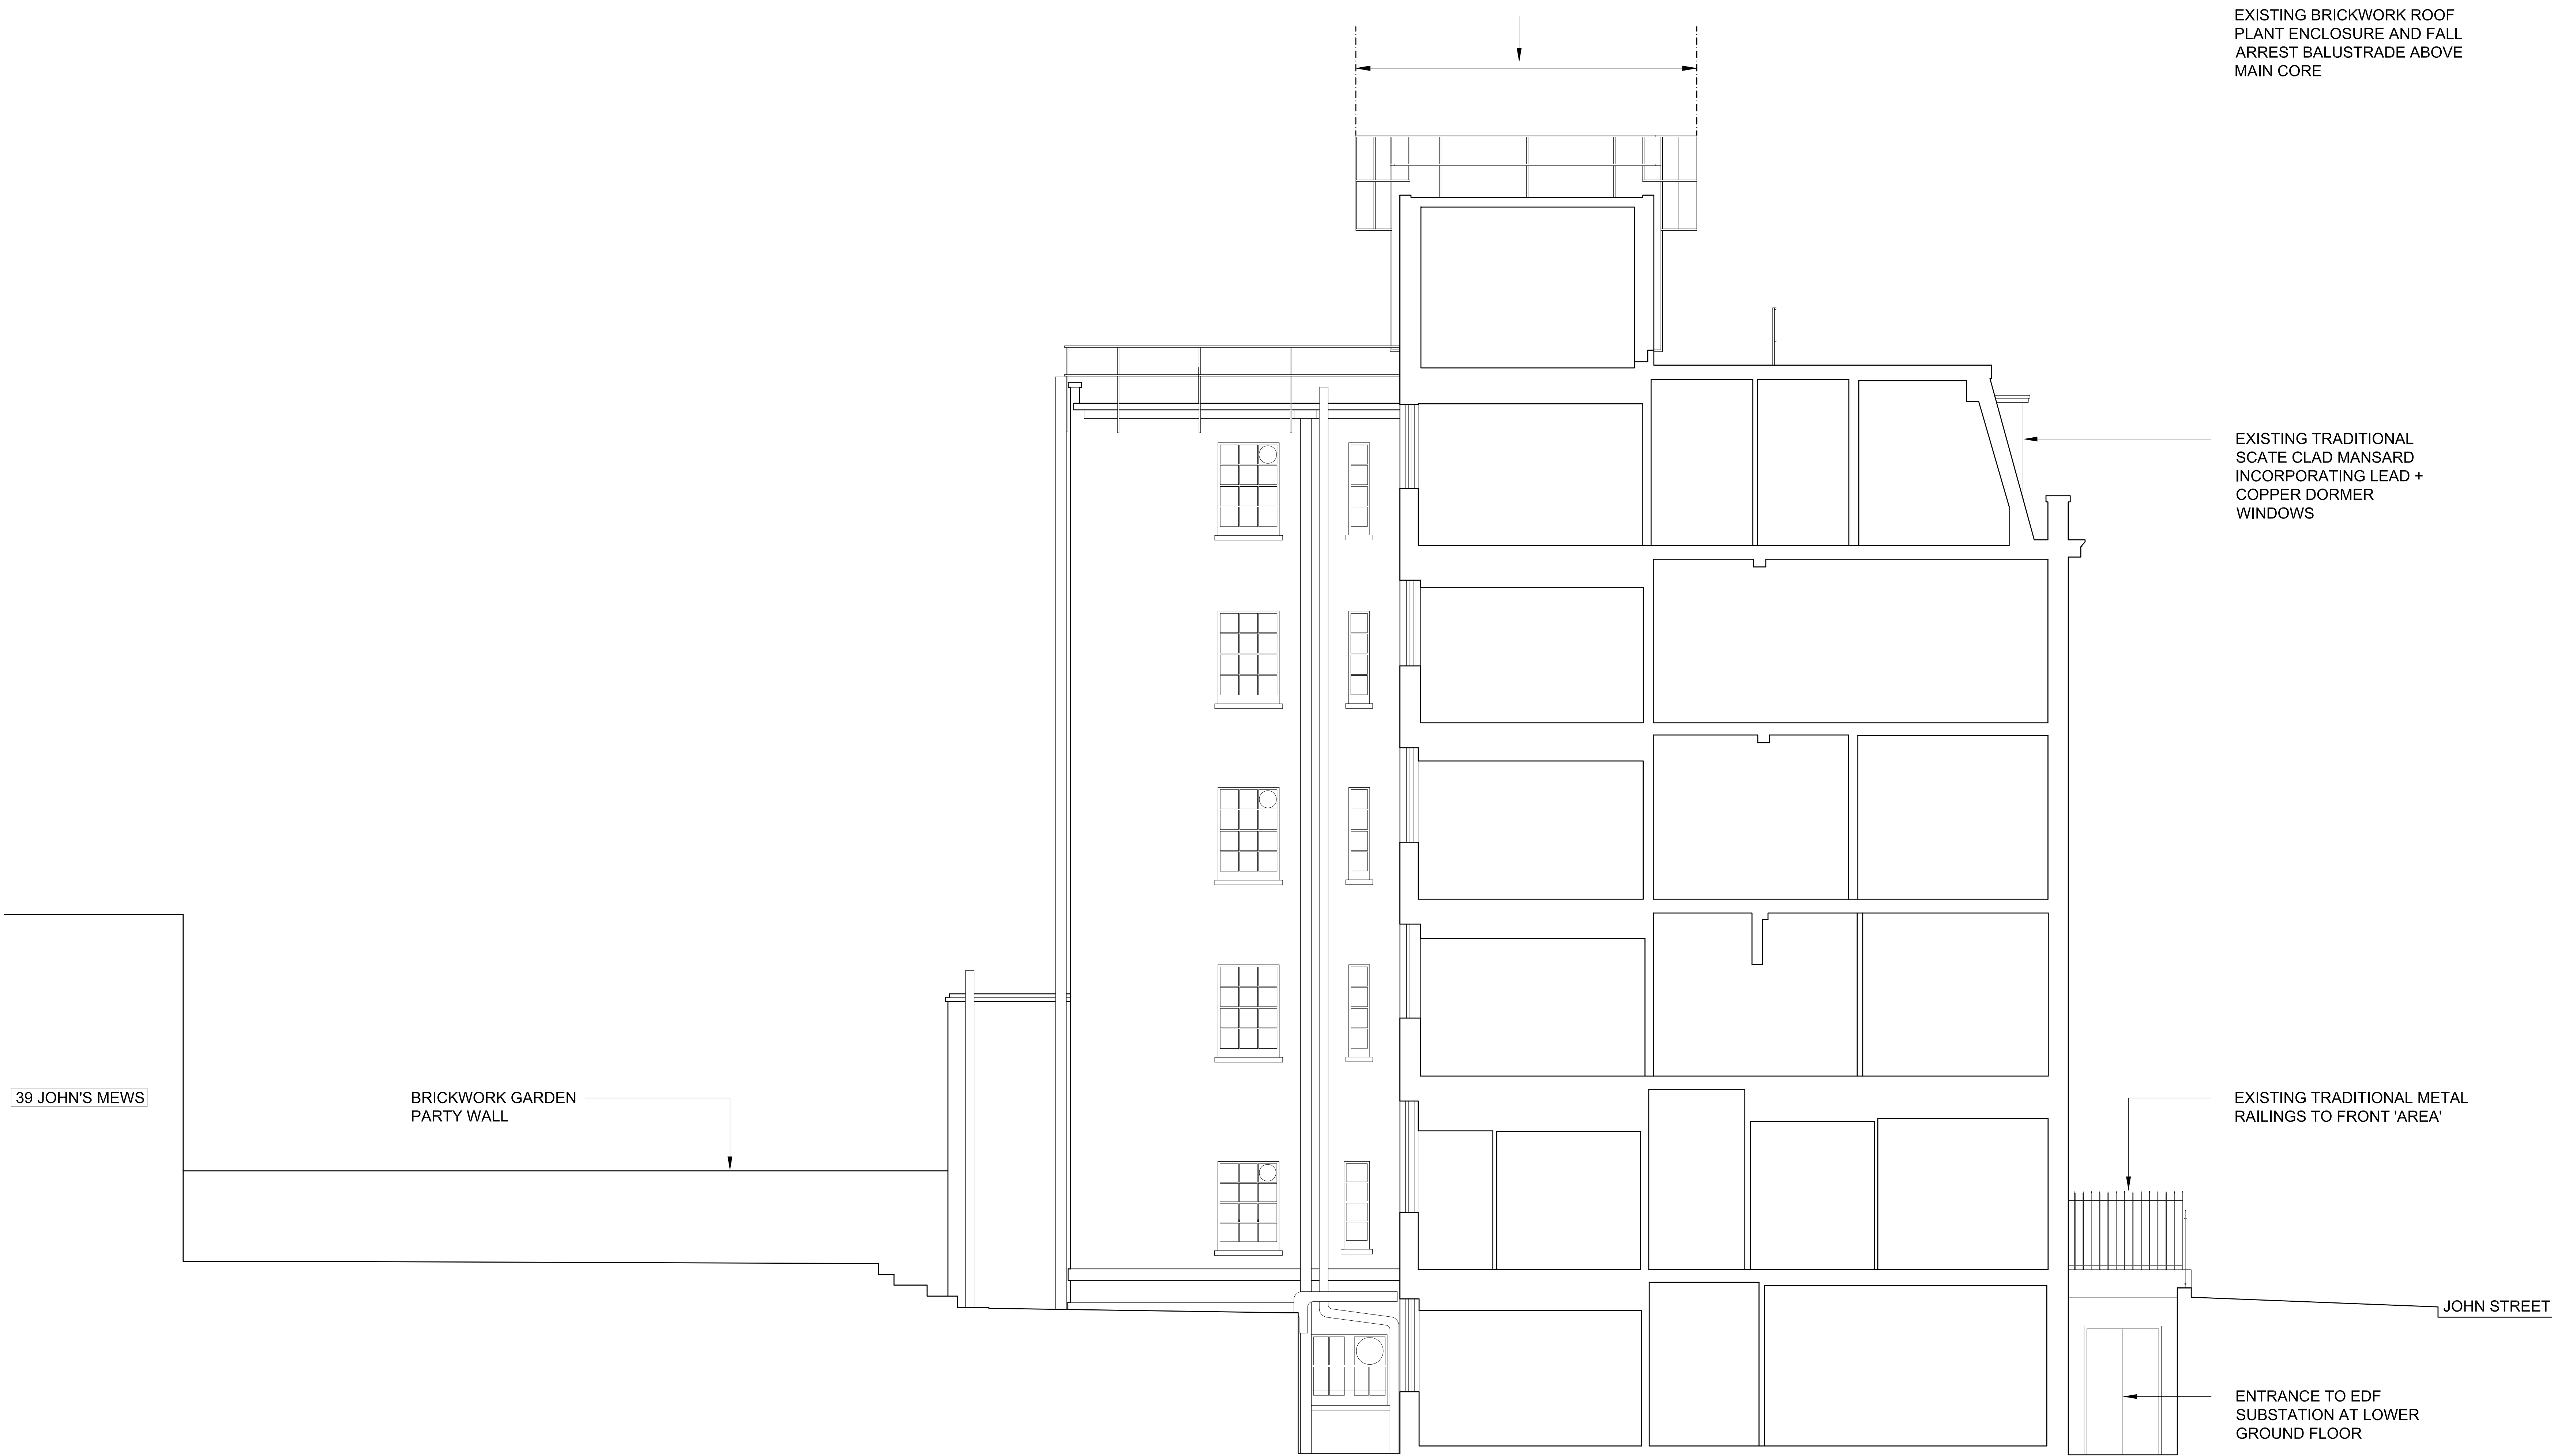 EXISTING BRICKWORK ROOF
PLANT ENCLOSURE AND FALL
ARREST BALUSTRADE ABOVE
MAIN CORE
EXISTING TRADITIONAL
SCATE CLAD MANSARD
INCORPORATING LEAD +
COPPER DORMER
WINDOWS
39 JOHN'S MEWS
BRICKWORK GARDEN
PARTY WALL
EXISTING TRADITIONAL METAL
RAILINGS TO FRONT 'AREA'
JOHN STREET
ENTRANCE TO EDF
SUBSTATION AT LOWER
GROUND FLOOR